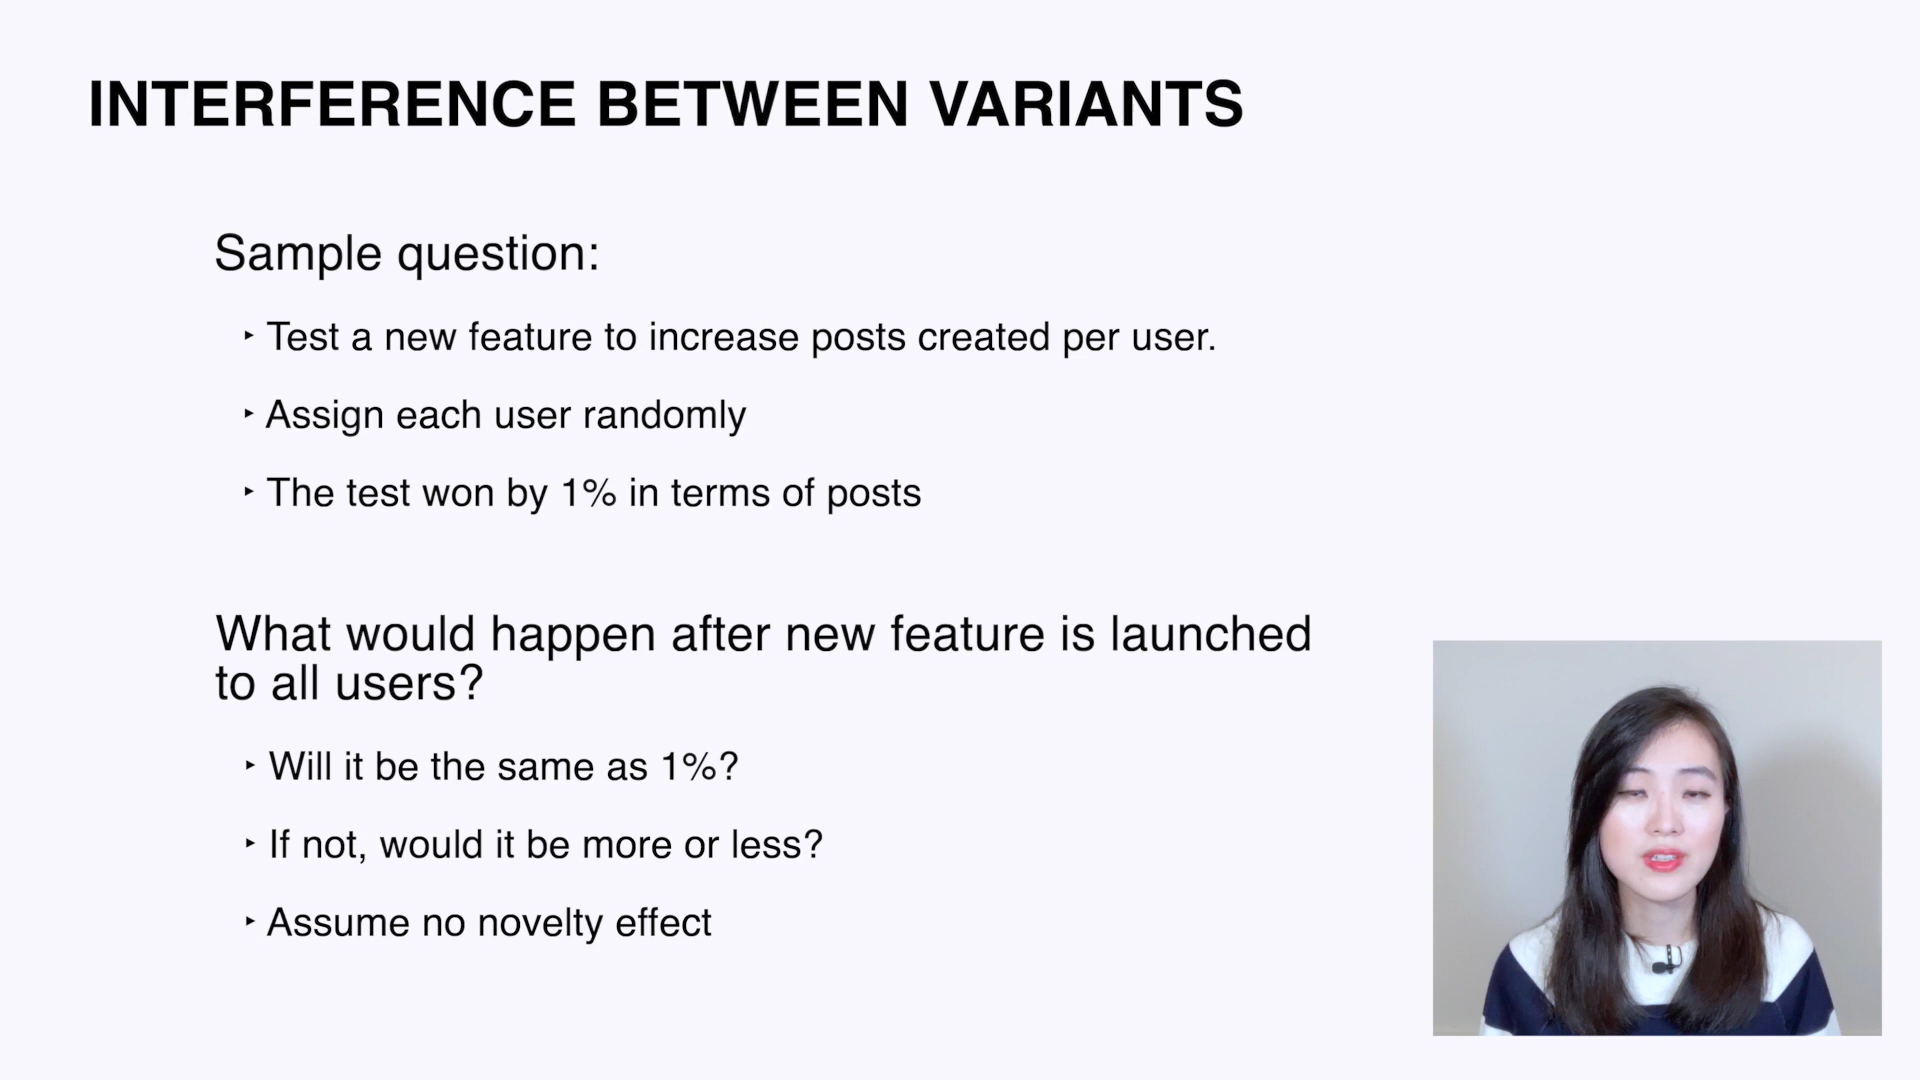 INTERFERENCE BETWEEN VARIANTS
Sample question:
‣ Test a new feature to increase posts created per user.
‣ Assign each user randomly
‣ The test won by 1% in terms of posts
What would happen after new feature is launched
to all users?
‣ Will it be the same as 1%?
‣ If not, would it be more or less?
‣ Assume no novelty effect